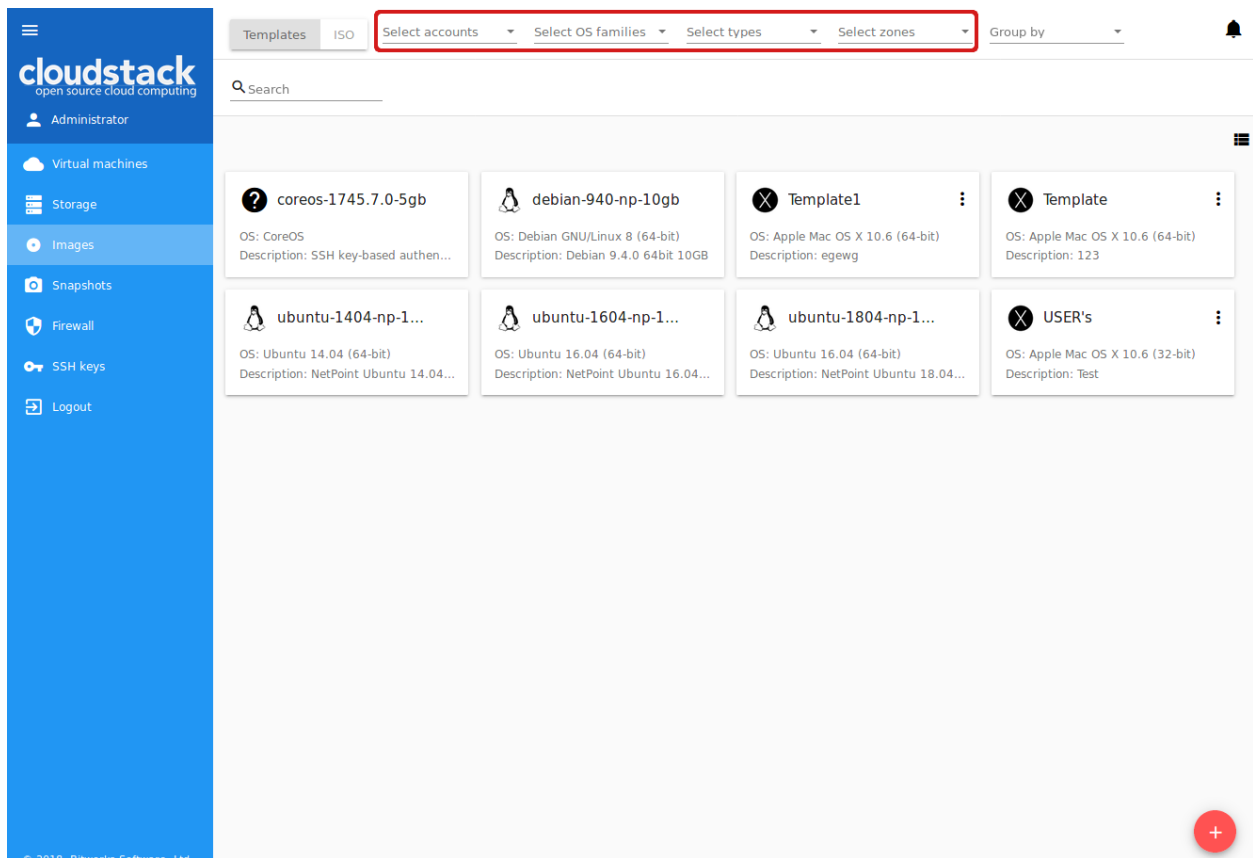 Templates ISO Select accounts Select OS families Select types Select zones Group by
cloudstack
open source cloud computing
Search
Administrator
Virtual machines
Storage
Images
Snapshots
Firewall
SSH keys
Logout
coreos-1745.7.0-5gb
OS: CoreOS
Description: SSH key-based authen...
debian-940-np-10gb
OS: Debian GNU/Linux 8 (64-bit)
Description: Debian 9.4.0 64bit 10GB
Template1
OS: Apple Mac OS X 10.6 (64-bit)
Description: egewg
Template
OS: Apple Mac OS X 10.6 (64-bit)
Description: 123
ubuntu-1404-np-1...
OS: Ubuntu 14.04 (64-bit)
Description: NetPoint Ubuntu 14.04...
ubuntu-1604-np-1...
OS: Ubuntu 16.04 (64-bit)
Description: NetPoint Ubuntu 16.04...
ubuntu-1804-np-1...
OS: Ubuntu 16.04 (64-bit)
Description: NetPoint Ubuntu 18.04...
USER's
OS: Apple Mac OS X 10.6 (32-bit)
Description: Test
© 2018, Bitworks Software, Ltd